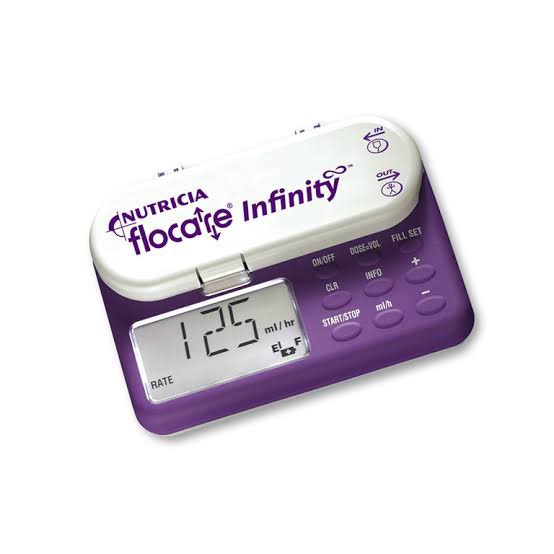 NUTRICIA
flocare® Infinity™
IN
OUT
ON/OFF
DOSE=VOL
FILL SET
CLR
INFO
+
START/STOP
ml/h
−
125 ml/hr
E F
RATE